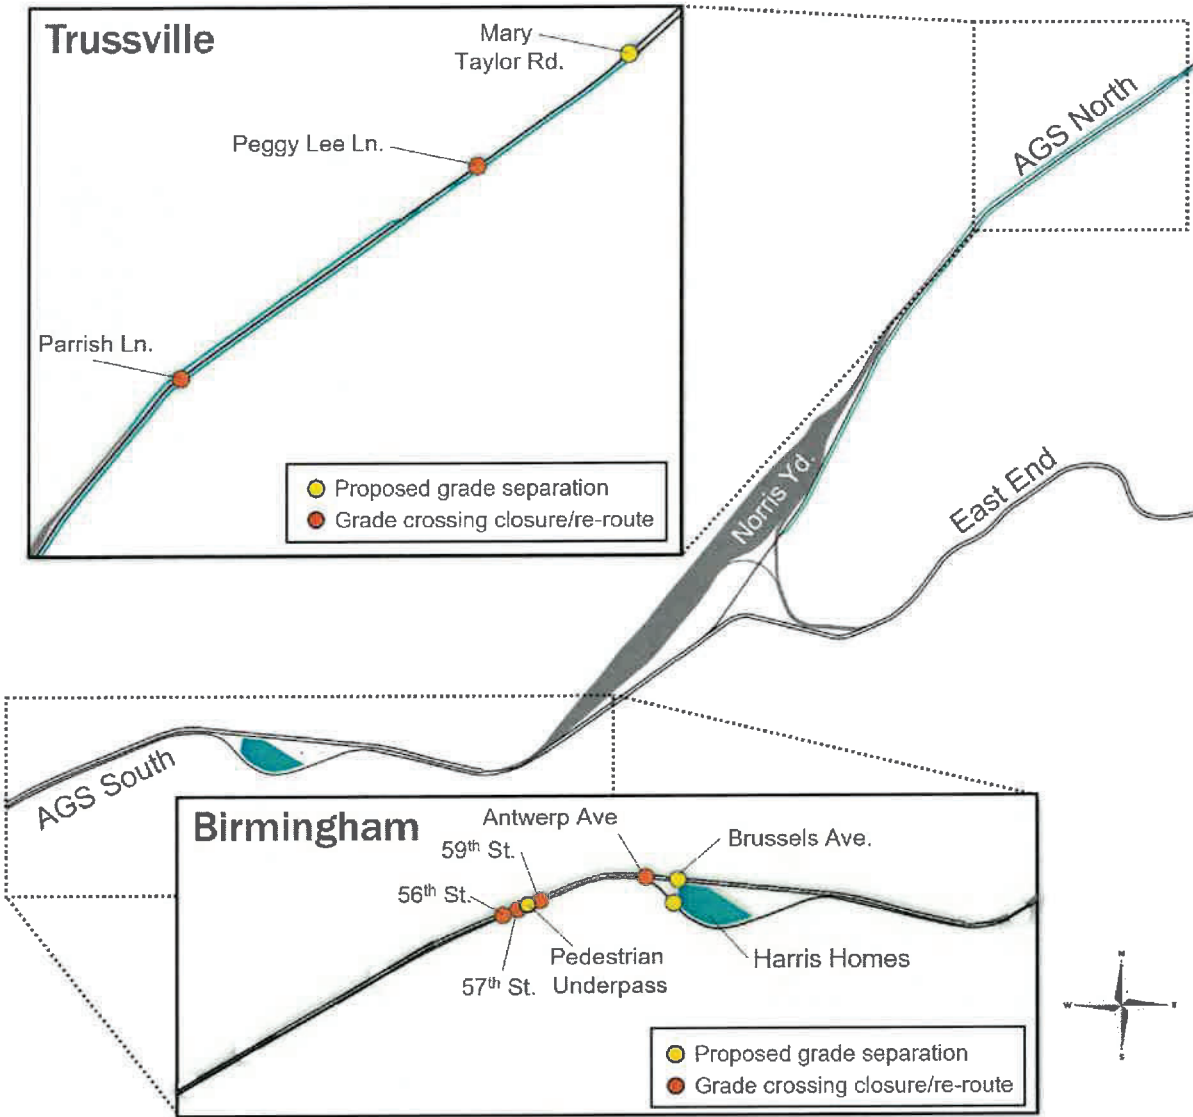 Trussville
Mary
Taylor Rd.
Peggy Lee Ln.
Parrish Ln.
Proposed grade separation
Grade crossing closure/re-route
AGS North
Norris Yd.
East End
AGS South
Birmingham
Antwerp Ave
Brussels Ave.
59th St.
56th St.
57th St.
Pedestrian
Underpass
Harris Homes
Proposed grade separation
Grade crossing closure/re-route
N
W
E
S